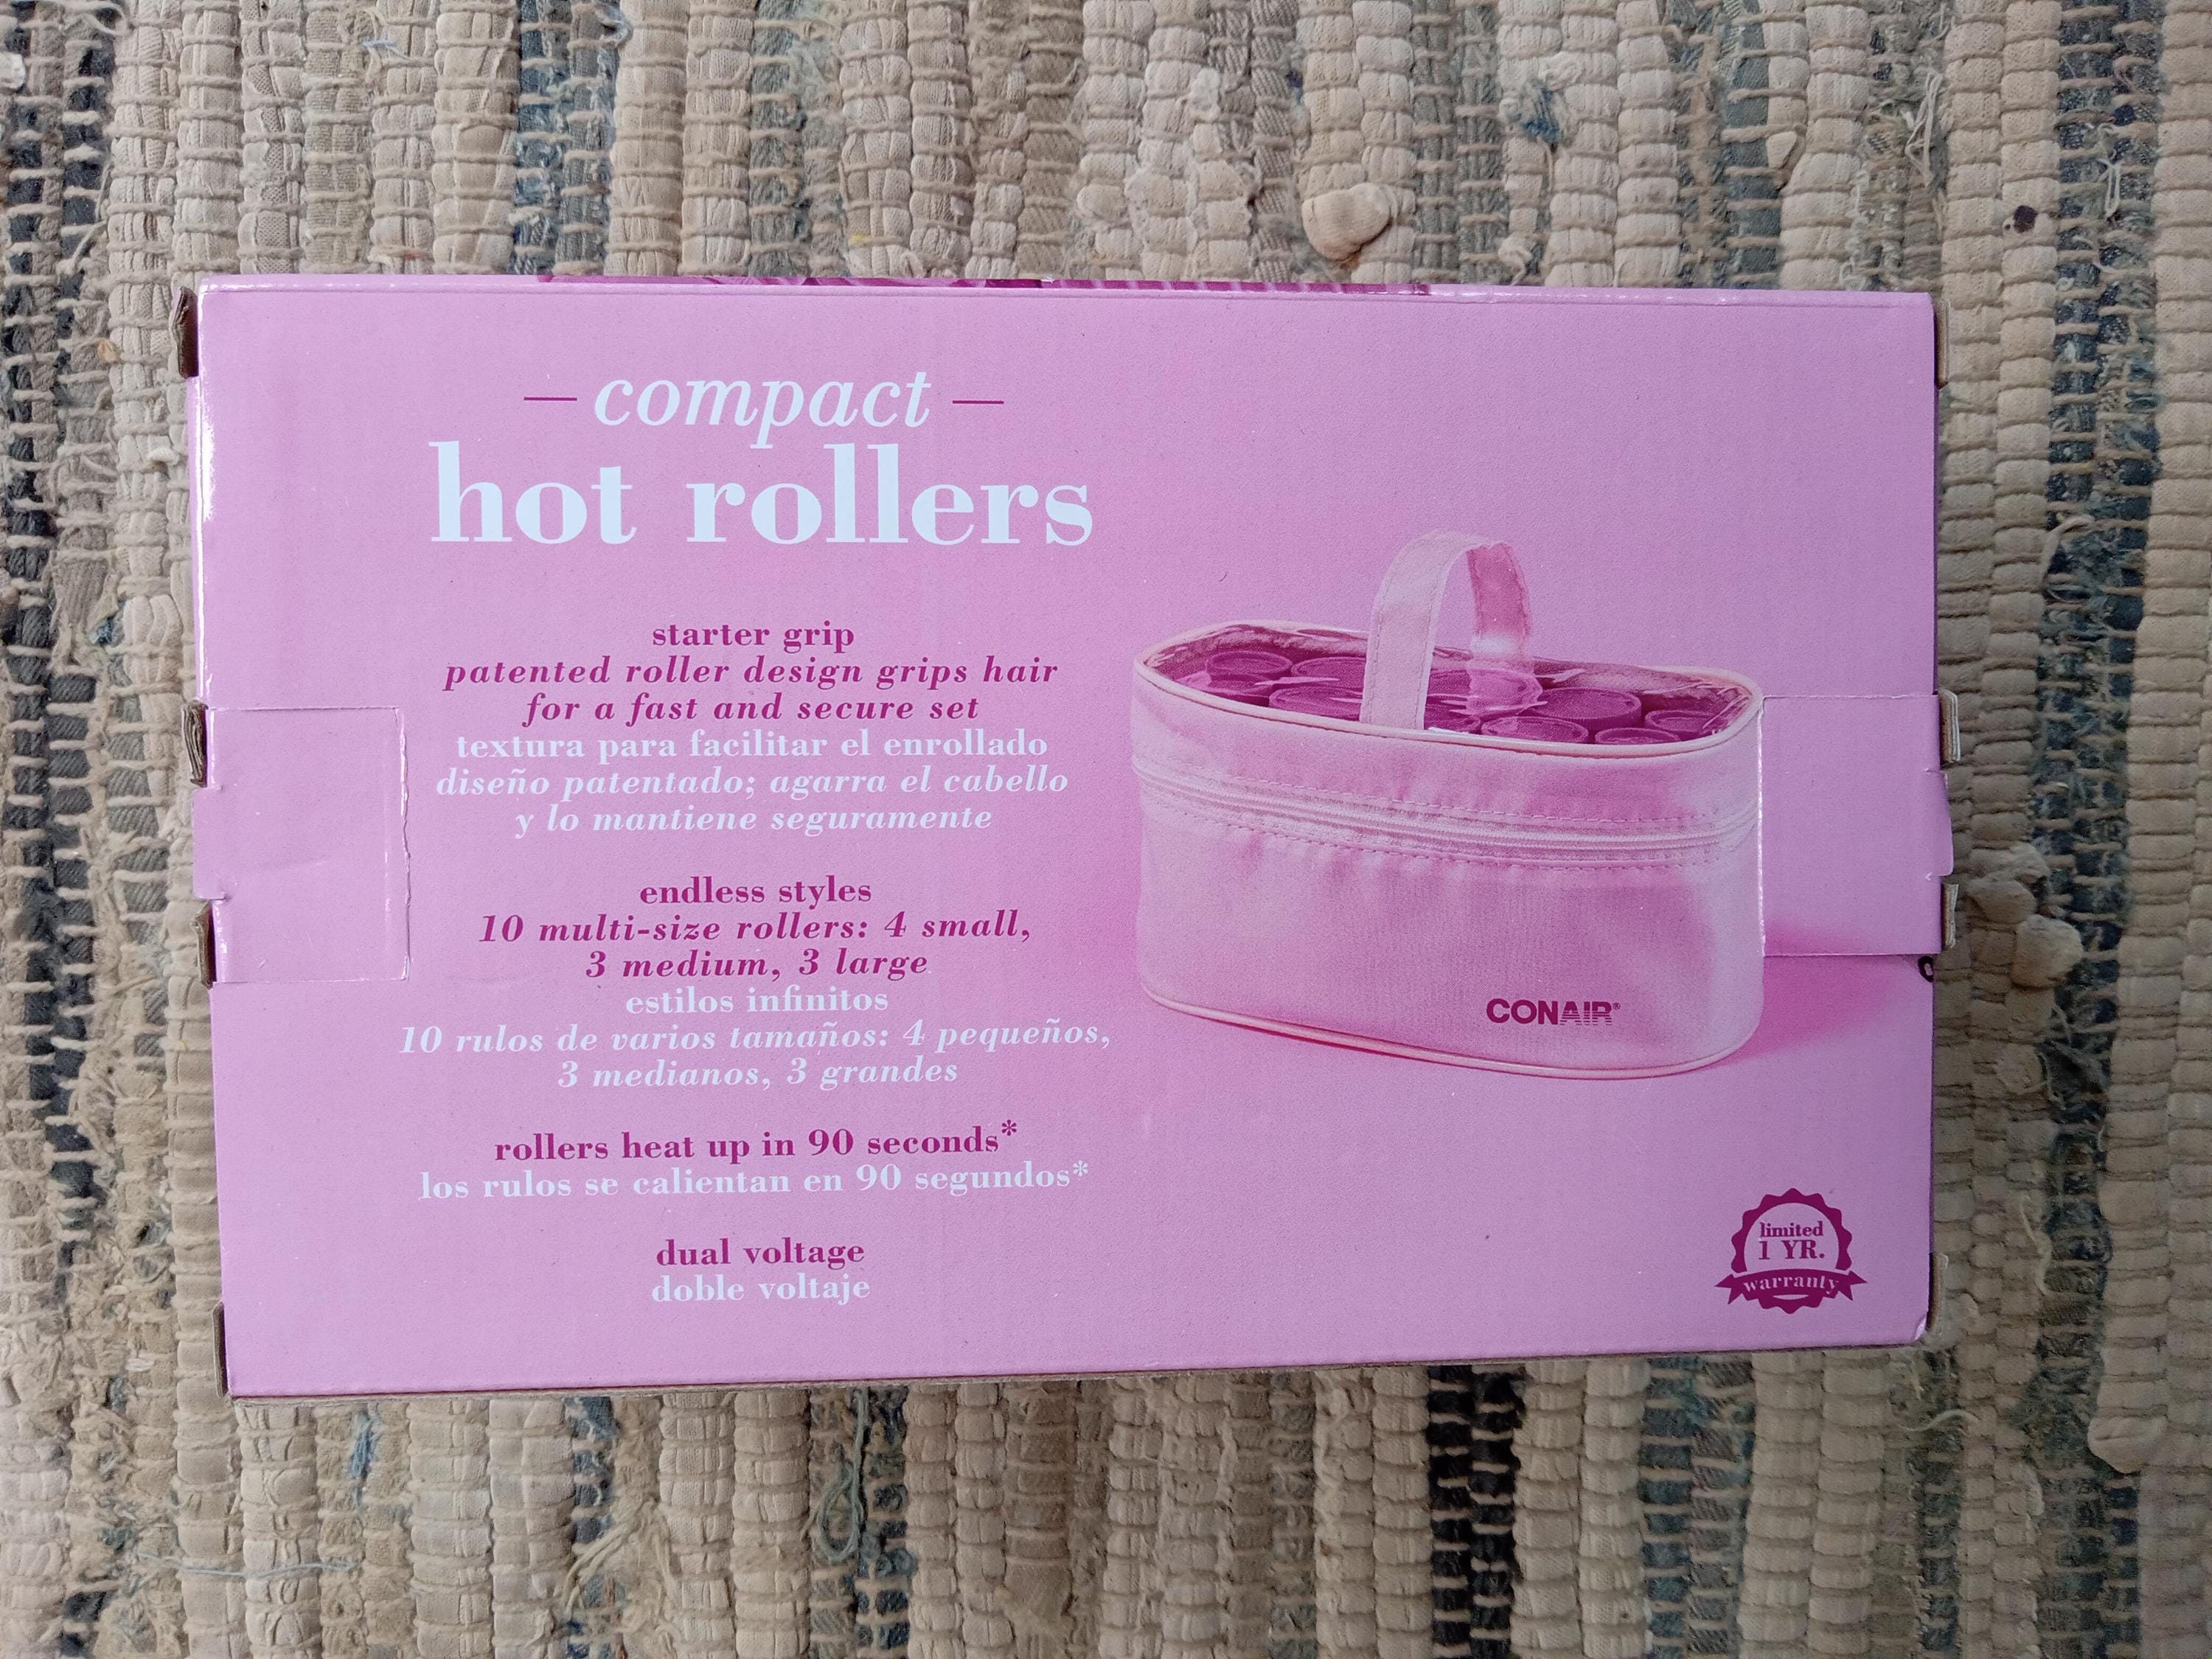 — compact —
hot rollers
starter grip
patented roller design grips hair
for a fast and secure set
textura para facilitar el enrollado
diseño patentado; agarra el cabello
y lo mantiene seguramente
endless styles
10 multi-size rollers: 4 small,
3 medium, 3 large
estilos infinitos
10 rulos de varios tamaños: 4 pequeños,
3 medianos, 3 grandes
rollers heat up in 90 seconds*
los rulos se calientan en 90 segundos*
dual voltage
doble voltaje
CONAIR®
limited
1 YR.
warranty